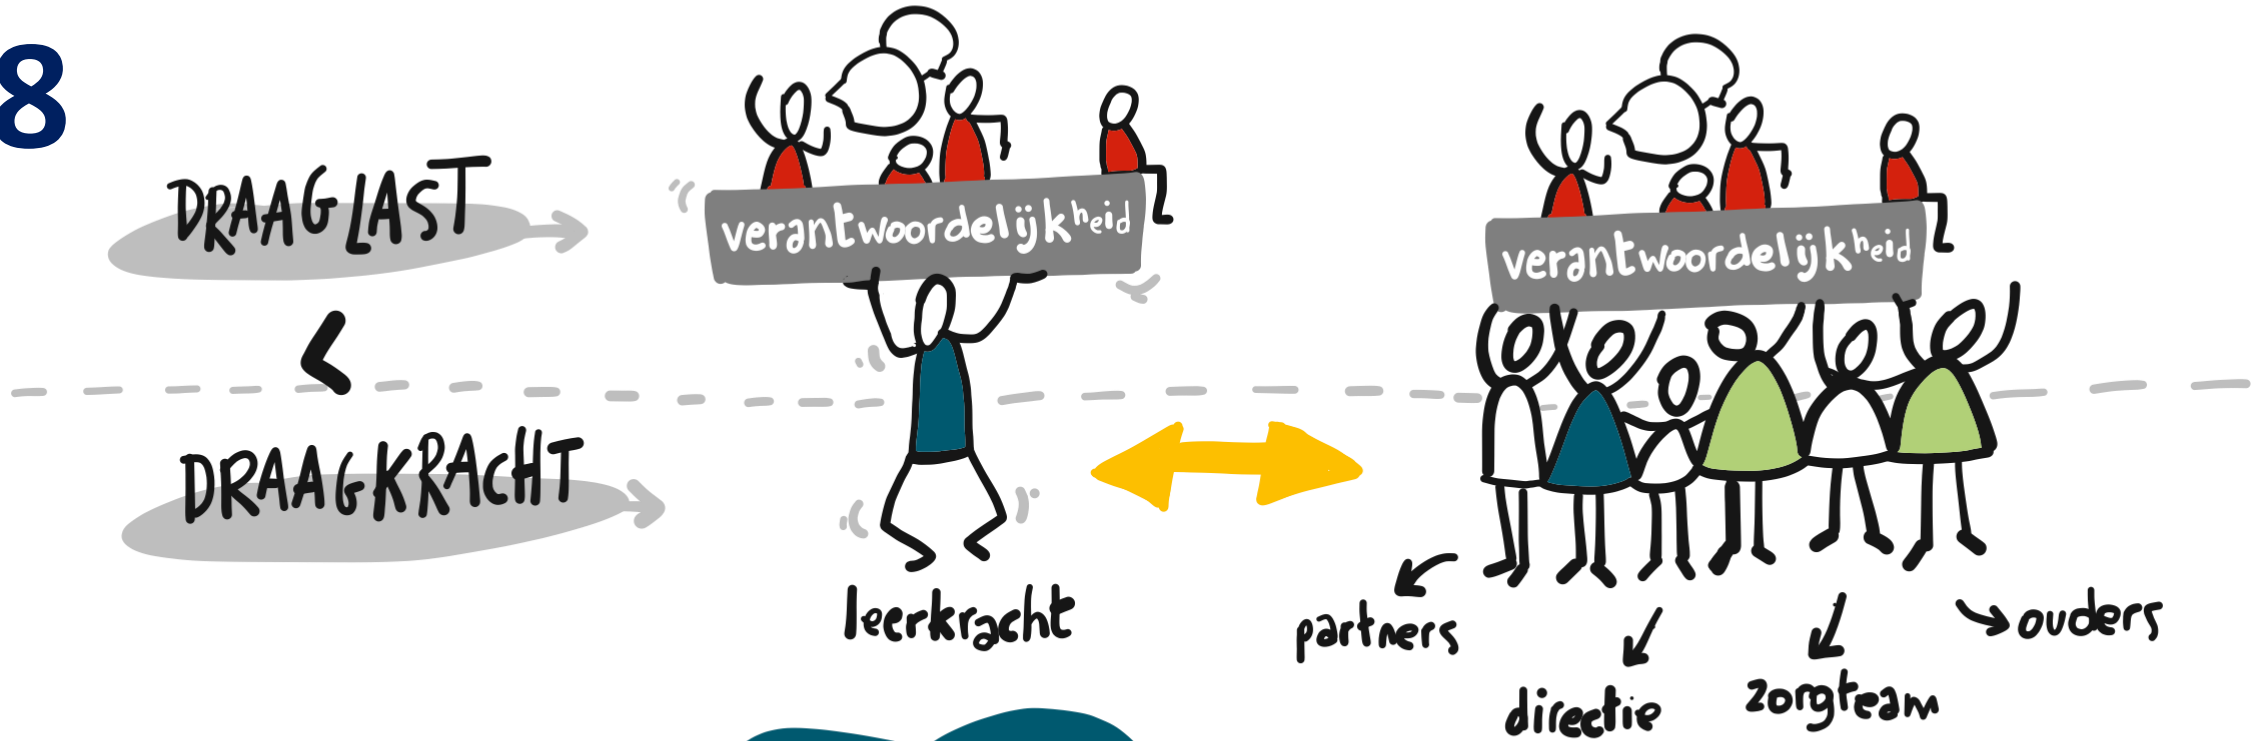 8
DRAAGLAST
<
DRAAGKRACHT
verantwoordelijkheid
leerkracht
verantwoordelijkheid
partners
directie
zorgteam
ouders